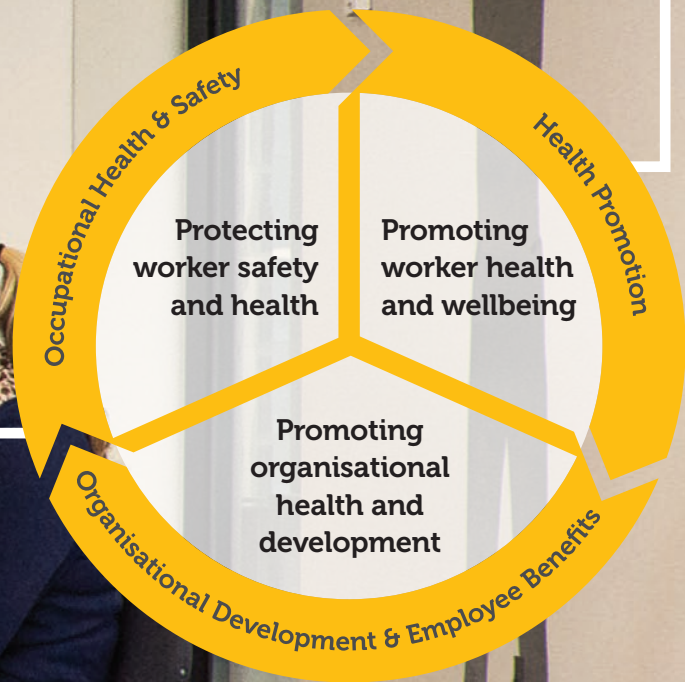 Occupational Health & Safety
Health Promotion
Protecting
worker safety
and health
Promoting
worker health
and wellbeing
Promoting
organisational
health and
development
Organisational Development & Employee Benefits